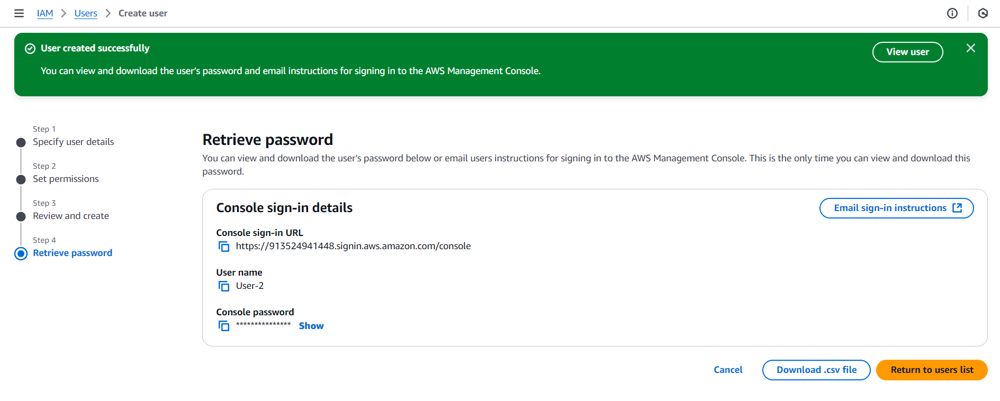 IAM > Users > Create user
User created successfully
View user
You can view and download the user's password and email instructions for signing in to the AWS Management Console.
Step 1
Specify user details
Step 2
Set permissions
Step 3
Review and create
Step 4
Retrieve password
Retrieve password
You can view and download the user's password below or email users instructions for signing in to the AWS Management Console. This is the only time you can view and download this
password.
Console sign-in details
Email sign-in instructions
Console sign-in URL
https://913524941448.signin.aws.amazon.com/console
User name
User-2
Console password
*************** Show
Cancel
Download .csv file
Return to users list